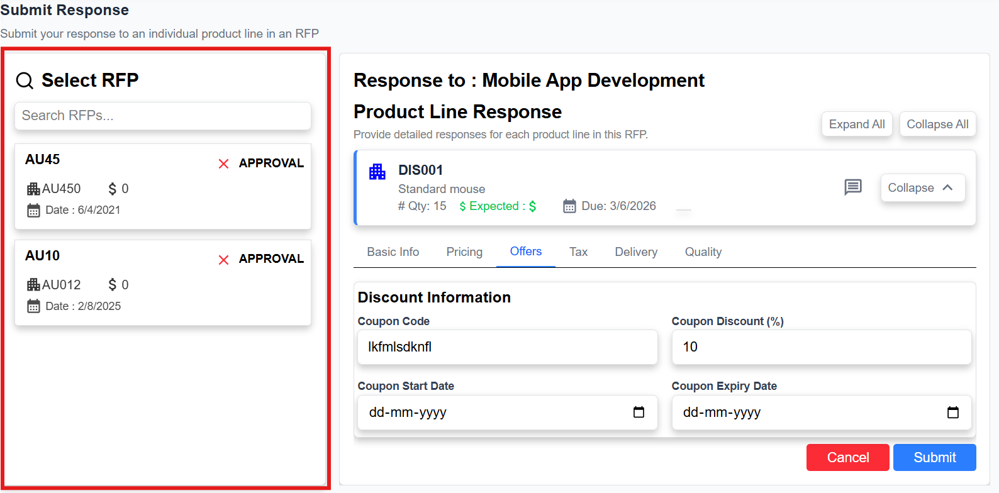 Submit Response
Submit your response to an individual product line in an RFP
Select RFP
Search RFPs...
AU45
APPROVAL
AU450 $ 0
Date : 6/4/2021
AU10
APPROVAL
AU012 $ 0
Date : 2/8/2025
Response to : Mobile App Development
Product Line Response
Provide detailed responses for each product line in this RFP.
Expand All
Collapse All
DIS001
Standard mouse
# Qty: 15 $ Expected : $ Due: 3/6/2026
Collapse
Basic Info Pricing Offers Tax Delivery Quality
Discount Information
Coupon Code
lkfmlsdknfl
Coupon Discount (%)
10
Coupon Start Date
dd-mm-yyyy
Coupon Expiry Date
dd-mm-yyyy
Cancel
Submit